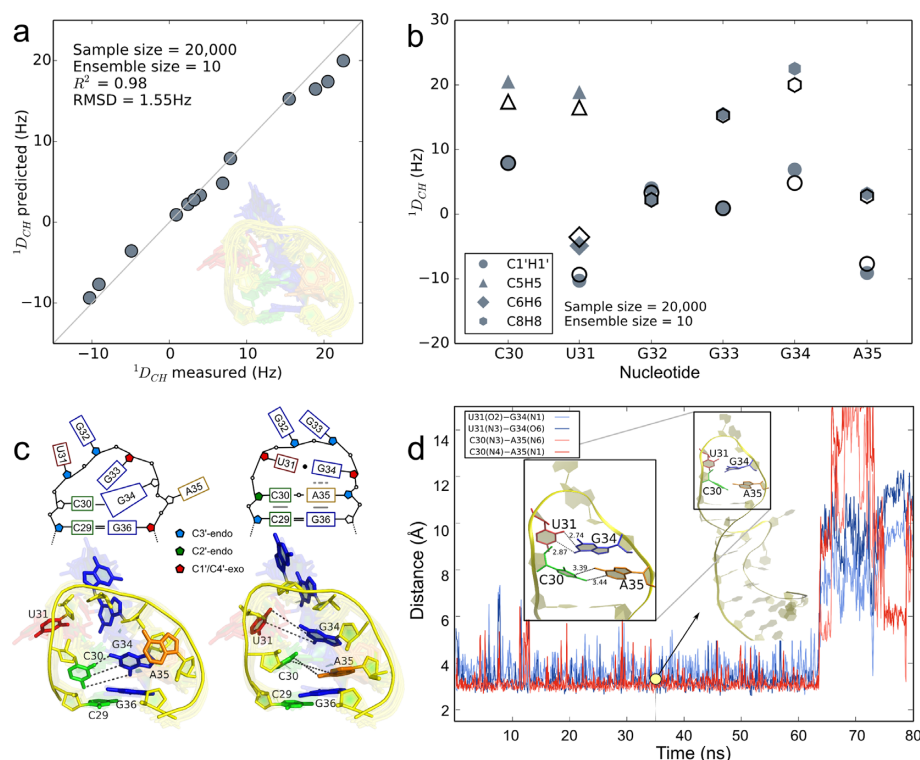 a
Sample size = 20,000
Ensemble size = 10
R² = 0.98
RMSD = 1.55Hz
¹D_CH predicted (Hz)
20
10
0
−10
−10
0
10
20
¹D_CH measured (Hz)
b
¹D_CH (Hz)
30
20
10
0
−10
−20
C1'H1'
C5H5
C6H6
C8H8
Sample size = 20,000
Ensemble size = 10
C30
U31
G32
G33
G34
A35
Nucleotide
c
G32
U31
G33
G34
C30
A35
C29
G36
G32
G33
U31
G34
C30
A35
C29
G36
C3'-endo
C2'-endo
C1'/C4'-exo
U31
G34
C30
A35
C29
G36
U31
G34
C30
A35
C29
G36
d
U31(O2)−G34(N1)
U31(N3)−G34(O6)
C30(N3)−A35(N6)
C30(N4)−A35(N1)
U31
G34
C30
A35
U31
2.74
G34
2.87
C30
3.39
3.44
A35
Distance (Å)
14
12
10
8
6
4
2
10
20
30
40
50
60
70
80
Time (ns)